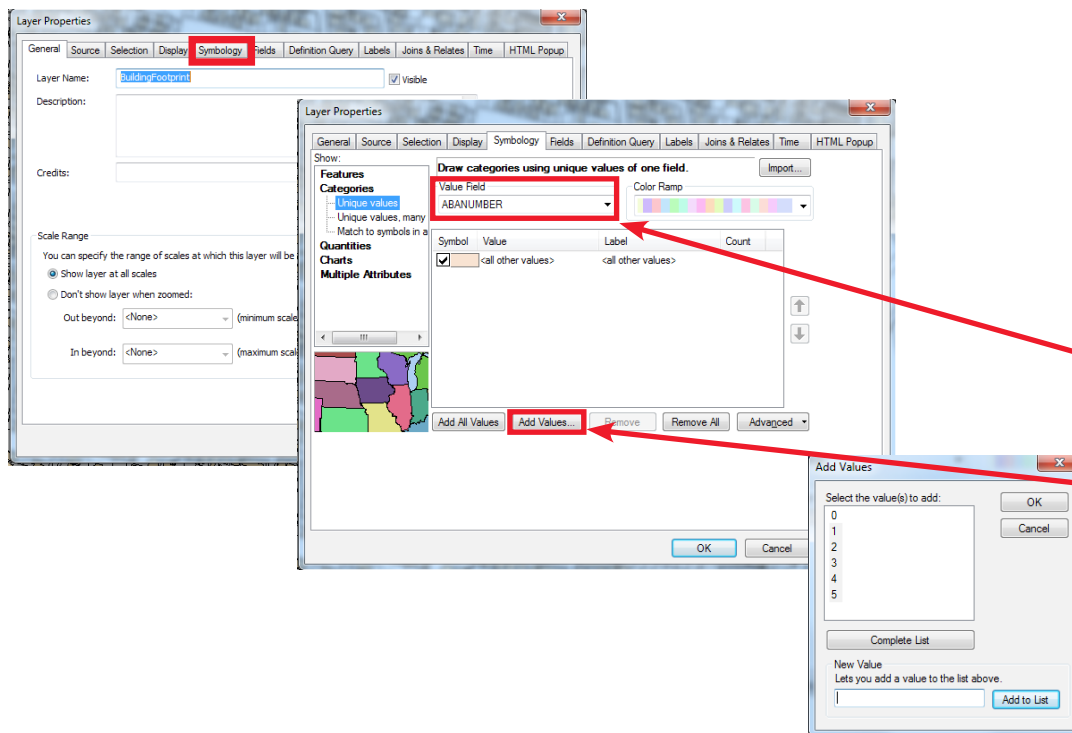 Layer Properties
General Source Selection Display Symbology Fields Definition Query Labels Joins & Relates Time HTML Popup
Layer Name: BuildingFootprint Visible
Description:
Credits:
Scale Range
You can specify the range of scales at which this layer will be
Show layer at all scales
Don't show layer when zoomed:
Out beyond: <None> (minimum scale
In beyond: <None> (maximum scal
Layer Properties
General Source Selection Display Symbology Fields Definition Query Labels Joins & Relates Time HTML Popup
Show:
Features
Categories
Unique values
Unique values, many
Match to symbols in a
Quantities
Charts
Multiple Attributes
Draw categories using unique values of one field.
Import...
Value Field
ABANUMBER
Color Ramp
Symbol Value Label Count
<all other values> <all other values>
Add All Values Add Values... Remove Remove All Advanced
OK Cancel
Add Values
Select the value(s) to add:
0
1
2
3
4
5
OK
Cancel
Complete List
New Value
Lets you add a value to the list above.
Add to List